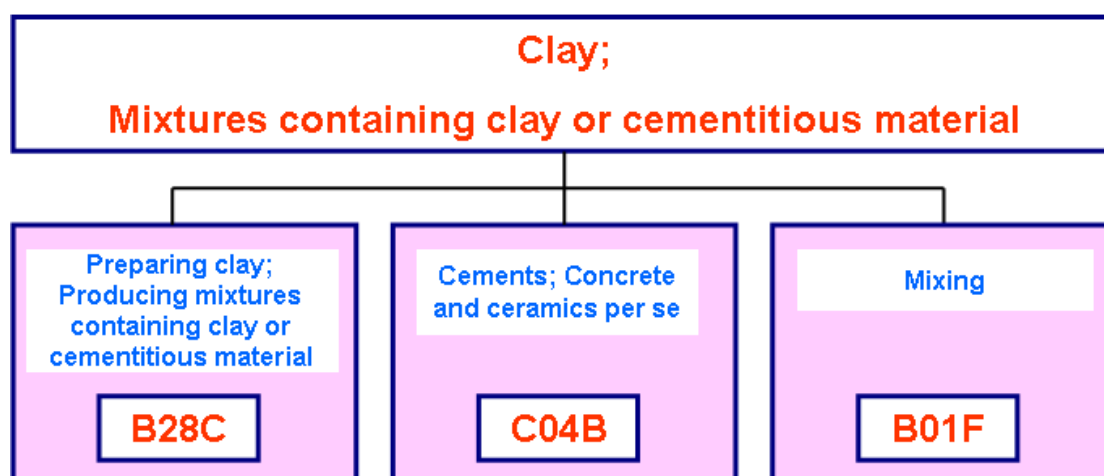 Clay;
Mixtures containing clay or cementitious material
Preparing clay;
Producing mixtures
containing clay or
cementitious material
B28C
Cements; Concrete
and ceramics per se
C04B
Mixing
B01F